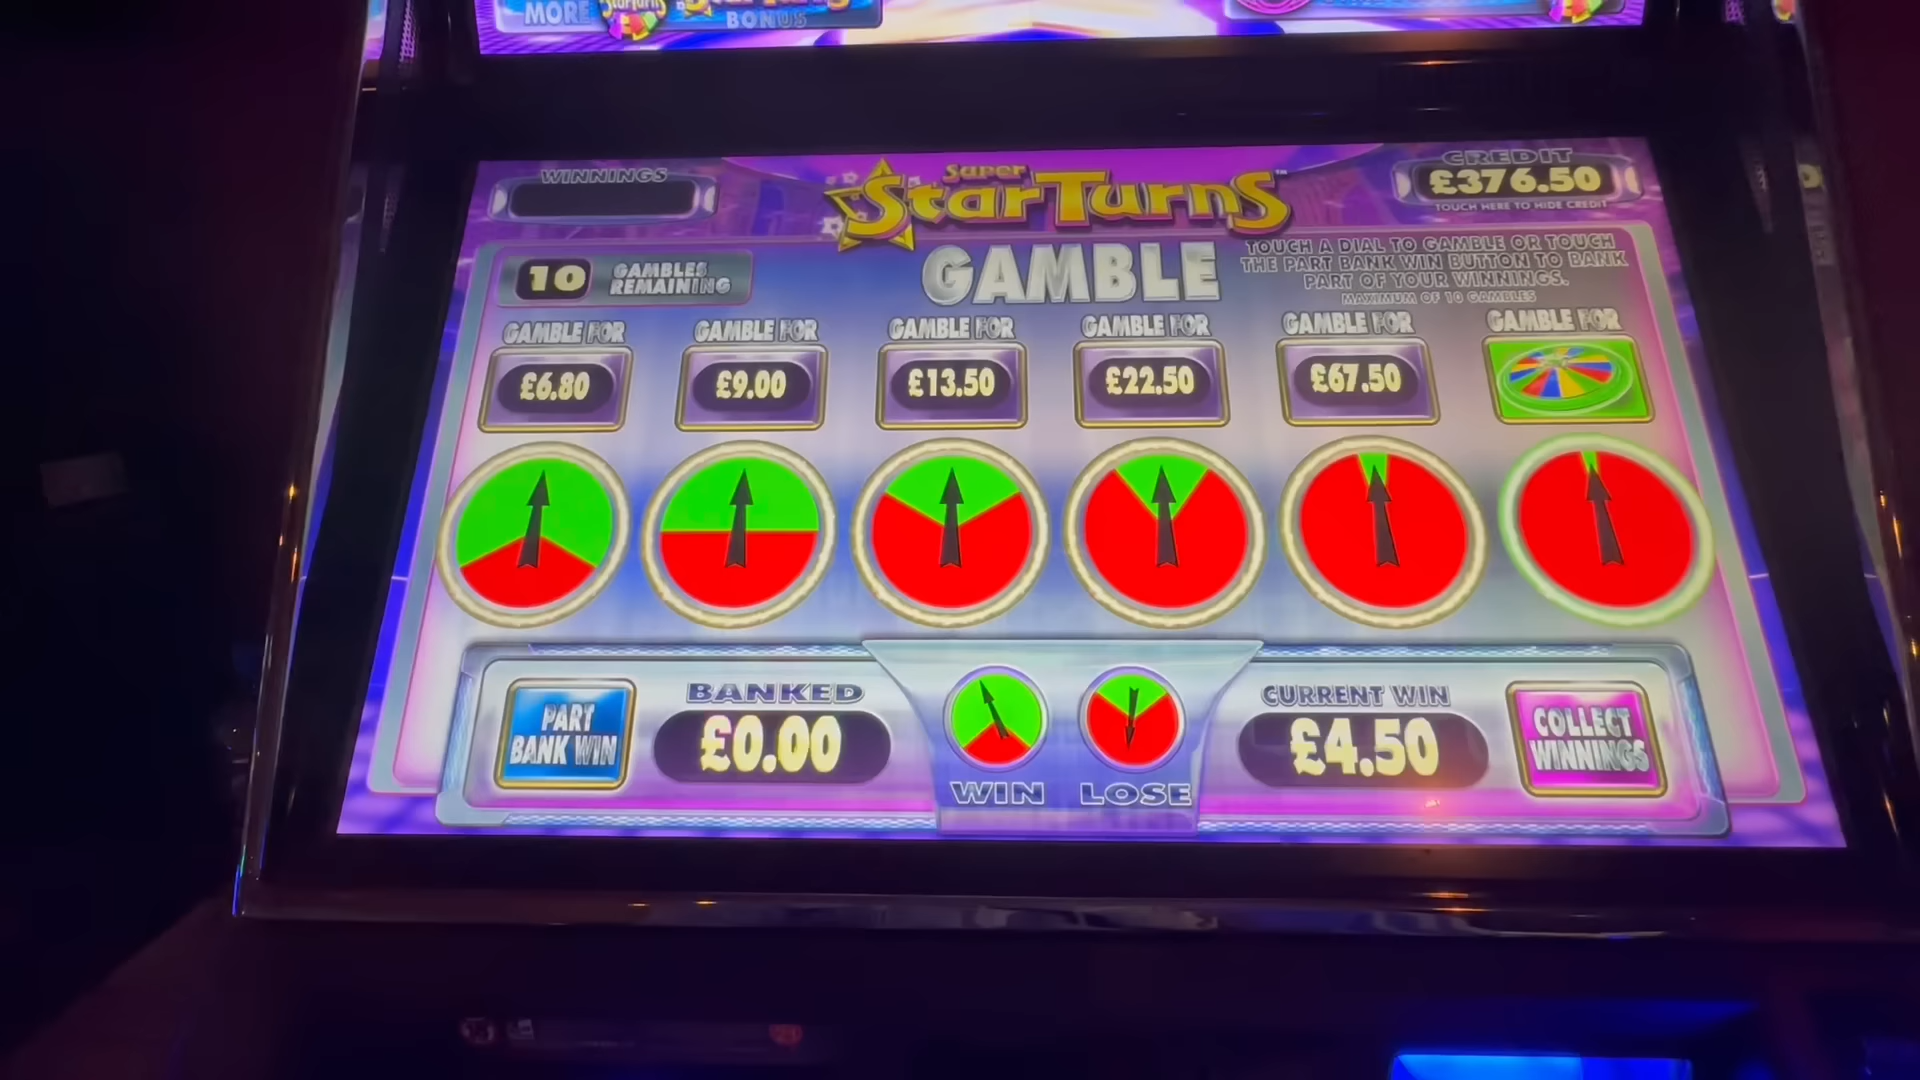 MORE
BONUS
WINNINGS
Super
StarTurns
CREDIT
£376.50
TOUCH HERE TO HIDE CREDIT
10 GAMBLES REMAINING
GAMBLE
TOUCH A DIAL TO GAMBLE OR TOUCH
THE PART BANK WIN BUTTON TO BANK
PART OF YOUR WINNINGS.
MAXIMUM OF 10 GAMBLES
GAMBLE FOR GAMBLE FOR GAMBLE FOR GAMBLE FOR GAMBLE FOR GAMBLE FOR
£6.80 £9.00 £13.50 £22.50 £67.50
PART
BANK WIN
BANKED
£0.00
WIN LOSE
CURRENT WIN
£4.50
COLLECT
WINNINGS